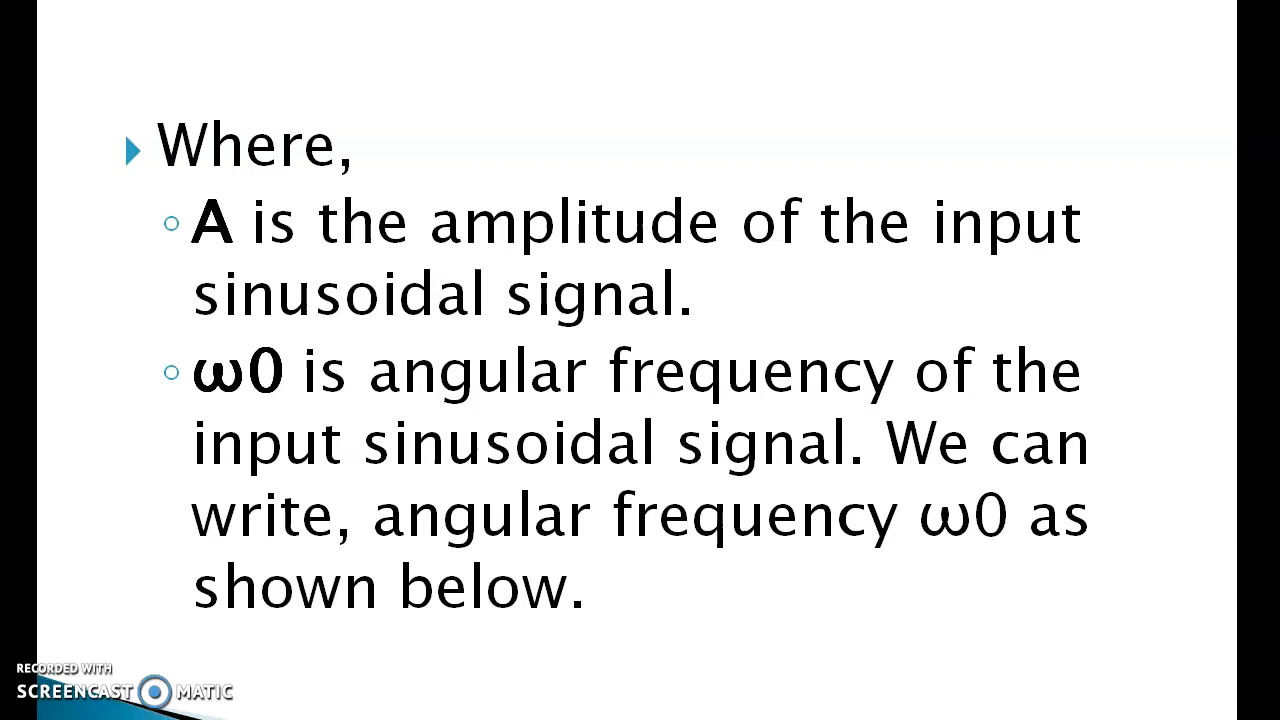 Where,
A is the amplitude of the input
sinusoidal signal.
ω0 is angular frequency of the
input sinusoidal signal. We can
write, angular frequency ω0 as
shown below.
RECORDED WITH
SCREENCAST MATIC